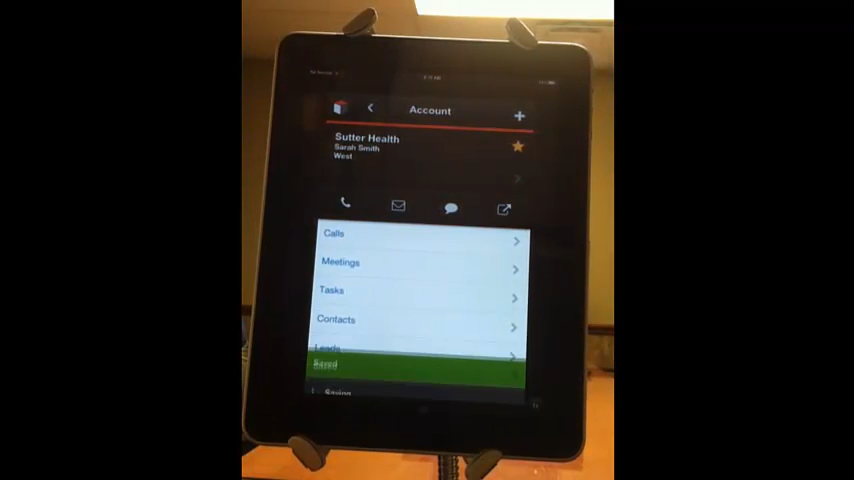 Account
Sutter Health
Sarah Smith
West
Calls
Meetings
Tasks
Contacts
Leads
Saved
Saving